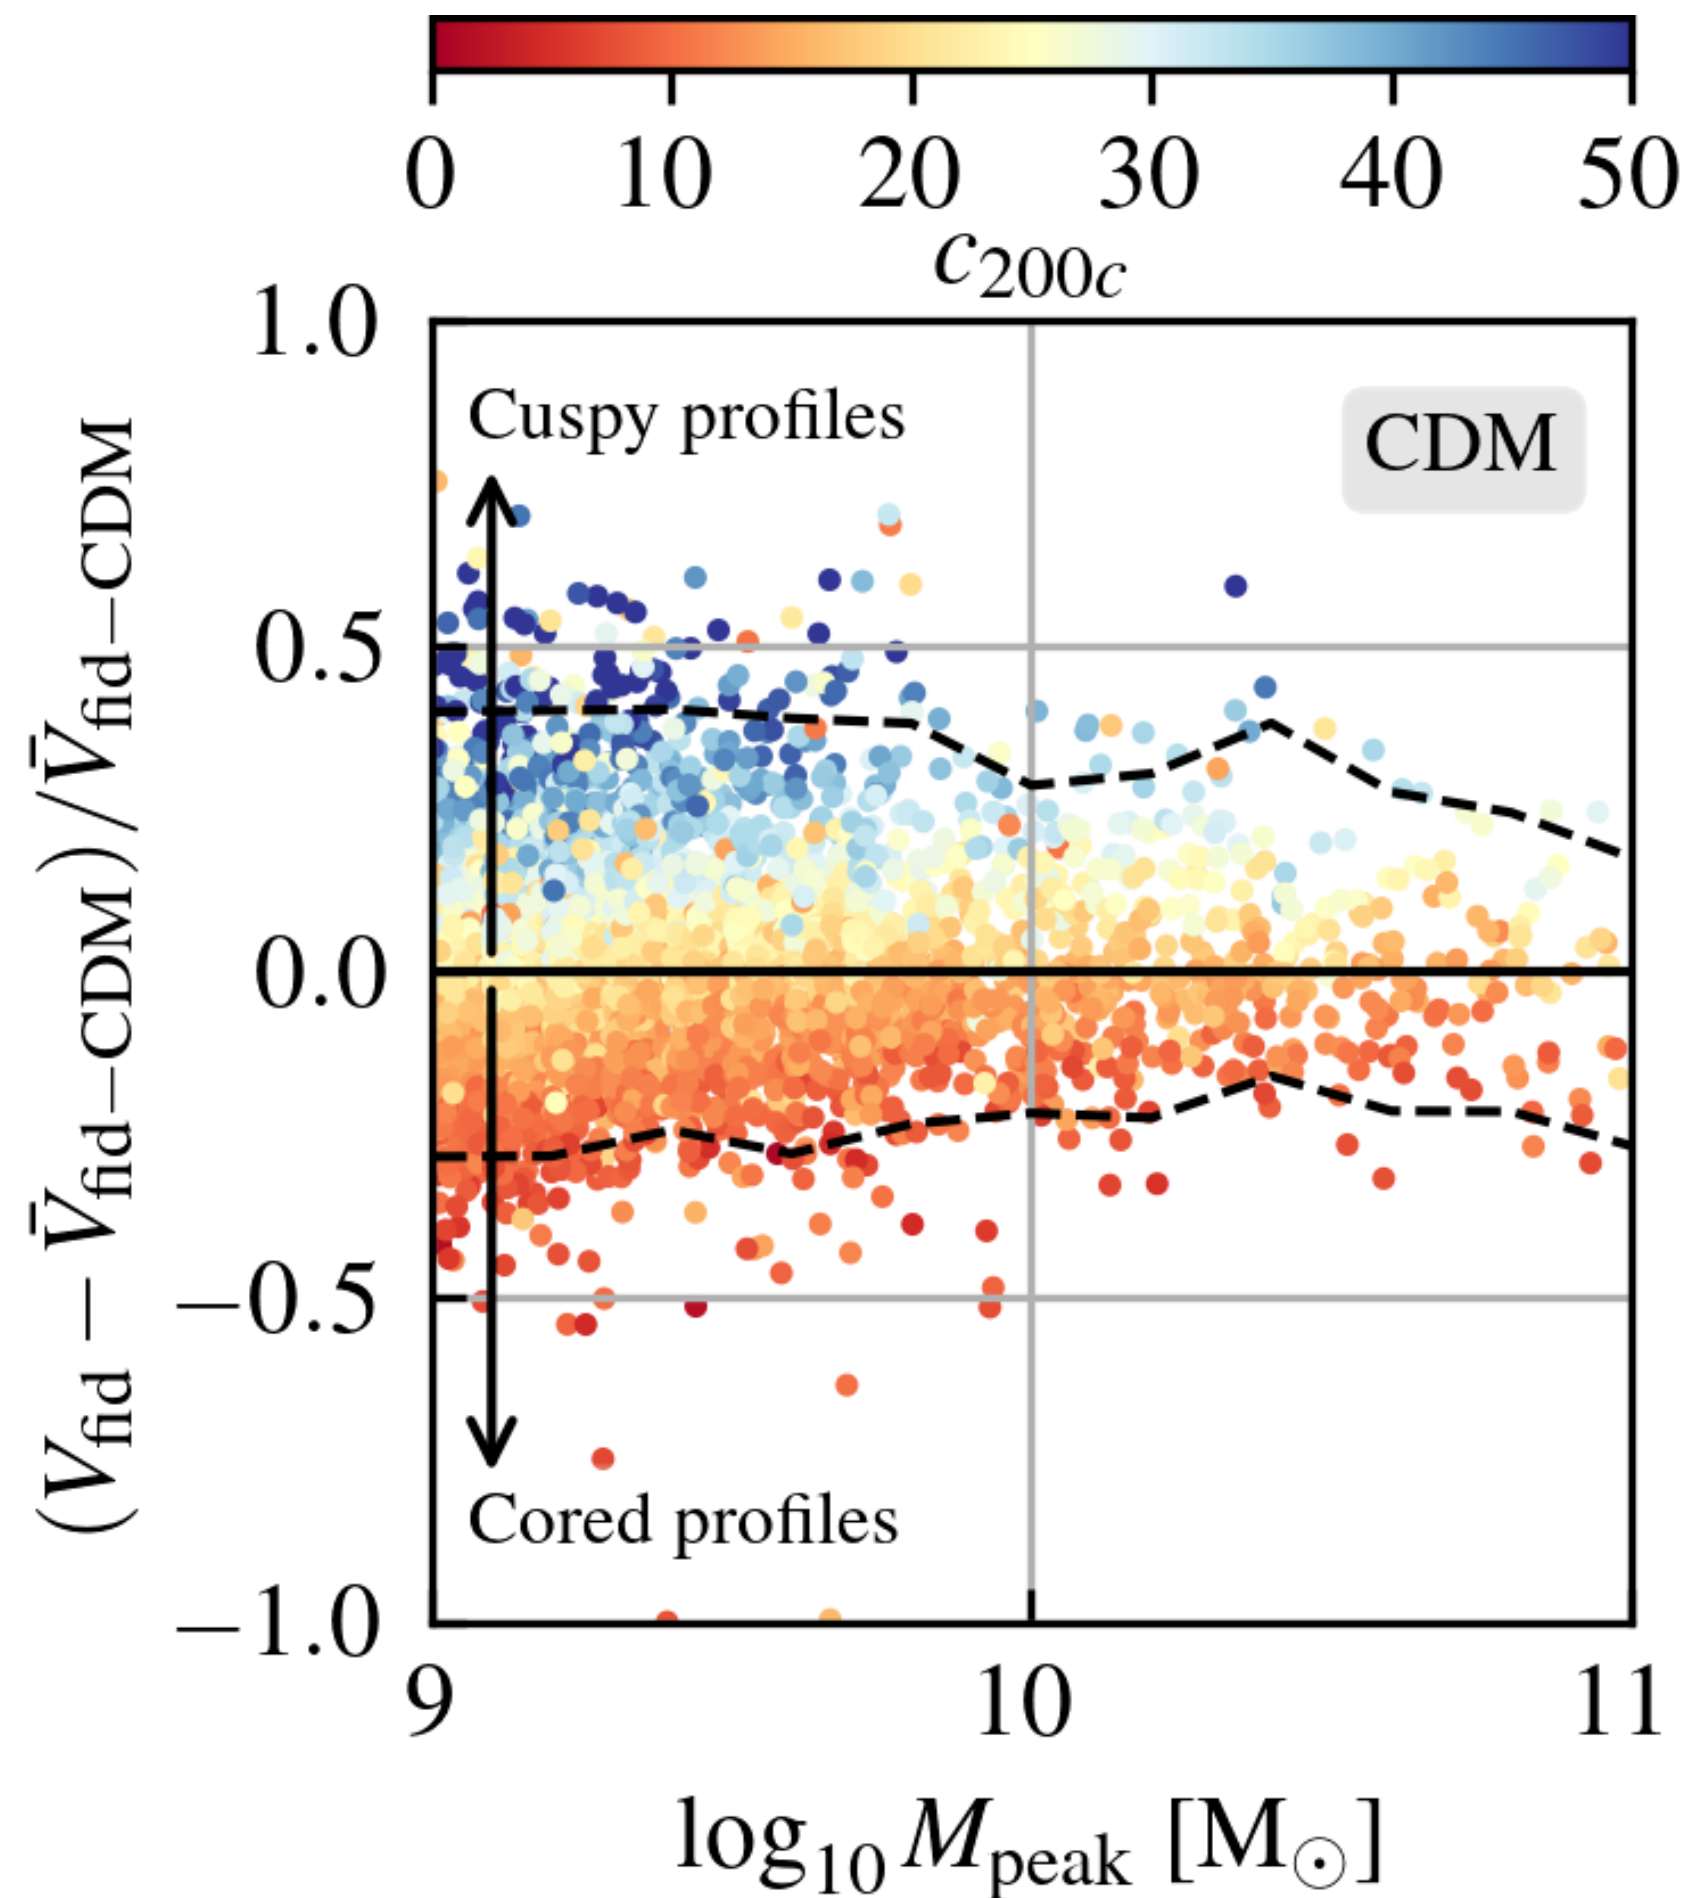 0 10 20 30 40 50
c200c
1.0
Cuspy profiles
CDM
0.5
0.0
−0.5
Cored profiles
−1.0
(Vfid − V̄fid−CDM)/V̄fid−CDM
9 10 11
log10 Mpeak [M⊙]